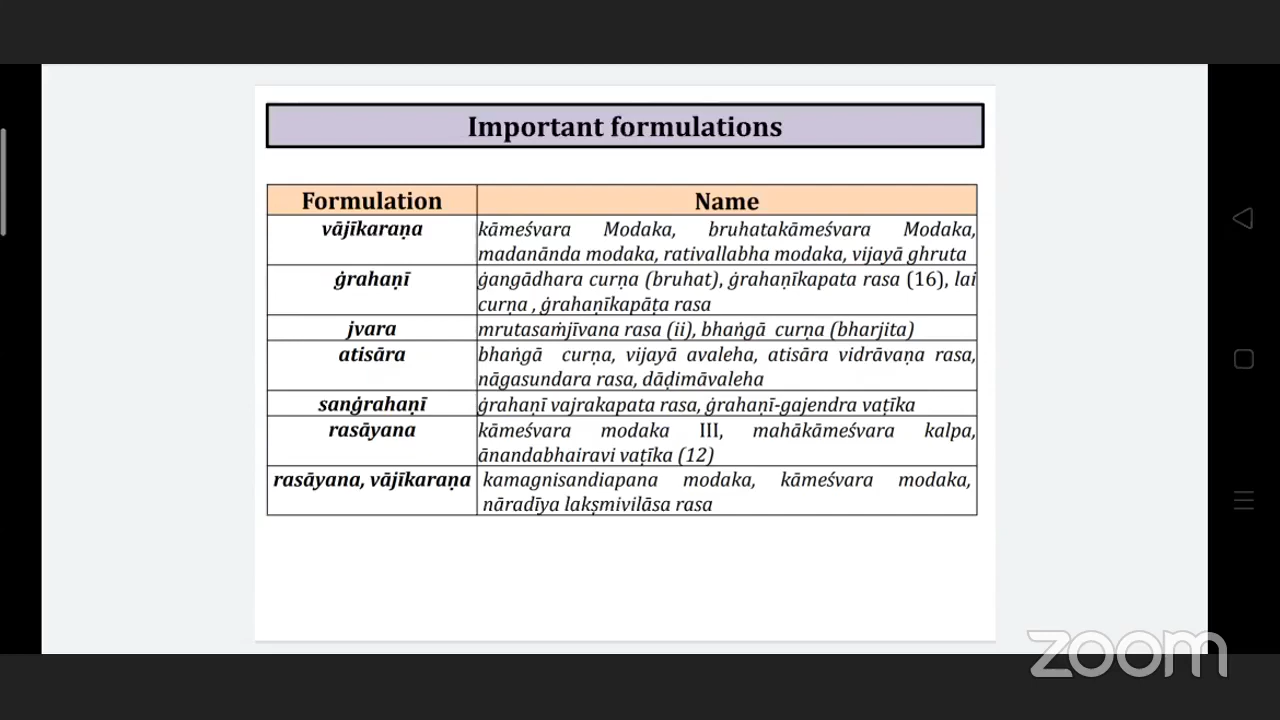 Important formulations
Formulation Name
vājīkaraṇa kāmeśvara Modaka, bruhatakāmeśvara Modaka,
madanānda modaka, rativallabha modaka, vijayā ghruta
ġrahaṇī ġangādhara curṇa (bruhat), ġrahaṇīkapata rasa (16), lai
curṇa , ġrahaṇīkapāṭa rasa
jvara mrutasaṁjīvana rasa (ii), bhaṅgā curṇa (bharjita)
atisāra bhaṅgā curṇa, vijayā avaleha, atisāra vidrāvaṇa rasa,
nāgasundara rasa, dāḍimāvaleha
sanġrahaṇī ġrahaṇī vajrakapata rasa, ġrahaṇī-gajendra vaṭīka
rasāyana kāmeśvara modaka III, mahākāmeśvara kalpa,
ānandabhairavi vaṭīka (12)
rasāyana, vājīkaraṇa kamagnisandiapana modaka, kāmeśvara modaka,
nāradīya lakṣmivilāsa rasa
zoom